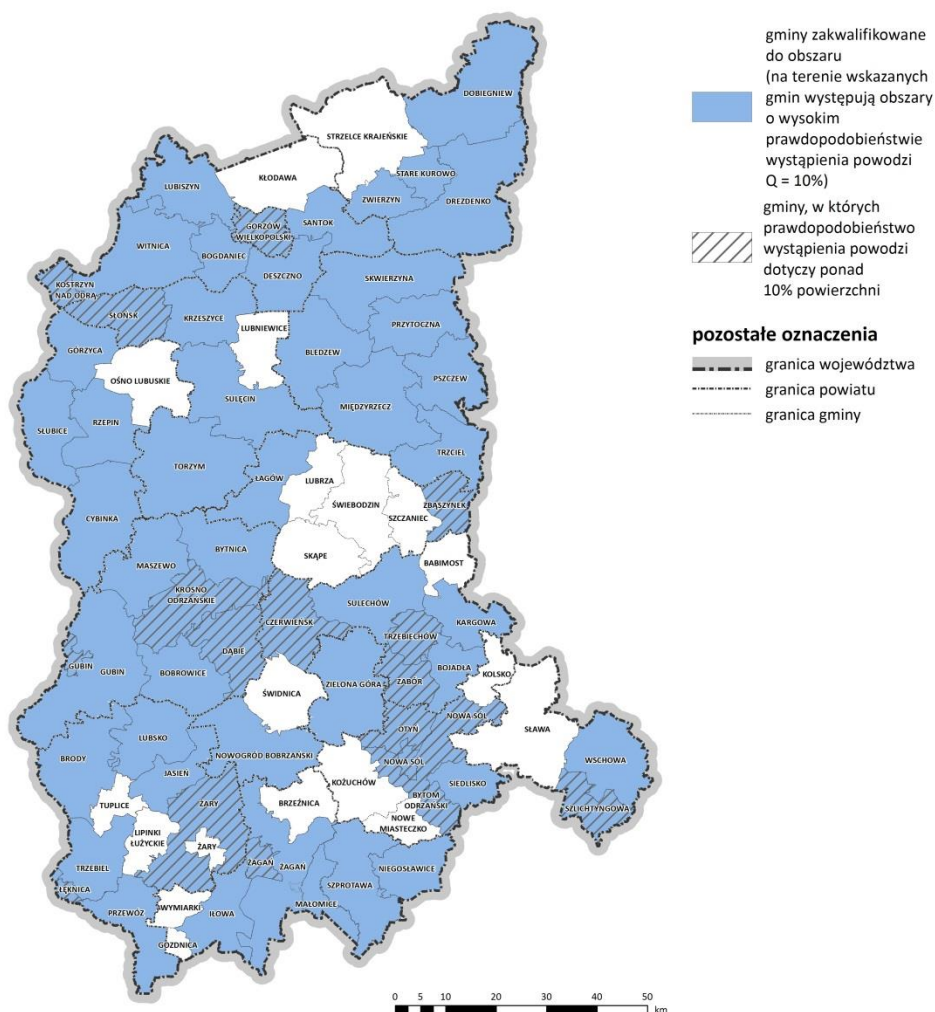 gminy zakwalifikowane
do obszaru
(na terenie wskazanych
gmin występują obszary
o wysokim
prawdopodobieństwie
wystąpienia powodzi
Q = 10%)
gminy, w których
prawdopodobieństwo
wystąpienia powodzi
dotyczy ponad
10% powierzchni
pozostałe oznaczenia
granica województwa
granica powiatu
granica gminy
DOBIEGNIEW
STRZELCE KRAJEŃSKIE
KŁODAWA
STARE KUROWO
LUBISZYN
ZWIERZYN
DREZDENKO
SANTOK
GORZÓW
WIELKOPOLSKI
WITNICA
BOGDANIEC
DESZCZNO
SKWIERZYNA
KOSTRZYN
NAD ODRĄ
SŁOŃSK
KRZESZYCE
LUBNIEWICE
PRZYTOCZNA
GÓRZYCA
BLEDZEW
PSZCZEW
OŚNO LUBUSKIE
SULĘCIN
MIĘDZYRZECZ
RZEPIN
SŁUBICE
TRZCIEL
TORZYM
ŁAGÓW
LUBRZA
ŚWIEBODZIN
SZCZANIEC
ZBĄSZYNEK
CYBINKA
BYTNICA
SKĄPE
BABIMOST
MASZEWO
KROSNO
ODRZAŃSKIE
SULECHÓW
CZERWIEŃSK
KARGOWA
TRZEBIECHÓW
DĄBIE
GUBIN
GUBIN
BOBROWICE
ZIELONA GÓRA
ZABÓR
BOJADŁA
KOLSKO
ŚWIDNICA
OTYŃ
NOWA SÓL
SŁAWA
LUBSKO
BRODY
NOWOGRÓD BOBRZAŃSKI
NOWA SÓL
WSCHOWA
JASIEŃ
KOŻUCHÓW
SIEDLISKO
TUPLICE
ŻARY
BRZEŹNICA
BYTOM
ODRZAŃSKI
SZLICHTYNGOWA
NOWE
MIASTECZKO
LIPINKI
ŁUŻYCKIE
ŻARY
TRZEBIEL
ŻAGAŃ
ŻAGAŃ
NIEGOSŁAWICE
ŁĘKNICA
SZPROTAWA
MAŁOMICE
PRZEWÓZ
WYMIARKI
IŁOWA
GOZDNICA
0 5 10 20 30 40 50
km